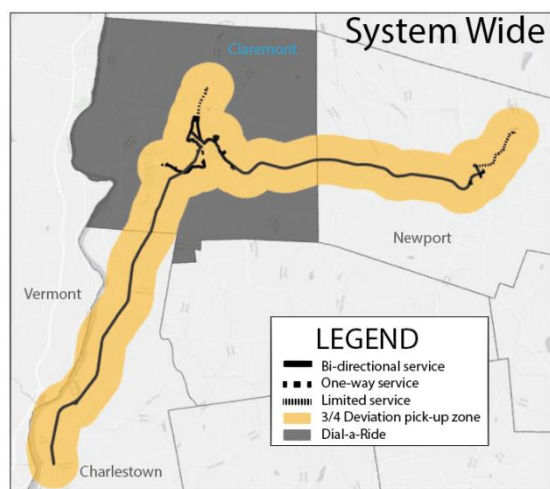 System Wide
Claremont
Newport
Vermont
LEGEND
Bi-directional service
One-way service
Limited service
3/4 Deviation pick-up zone
Dial-a-Ride
Charlestown